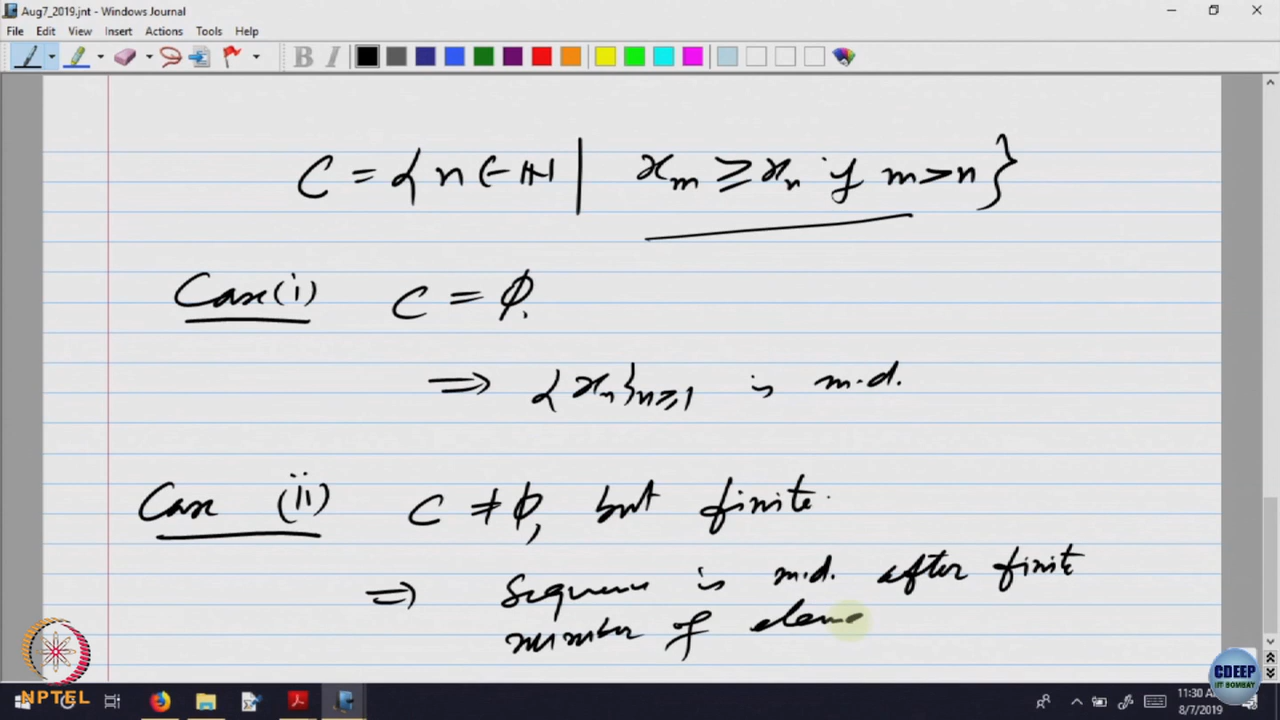 Aug7_2019.jnt - Windows Journal
File Edit View Insert Actions Tools Help
B I
C = { n ∈ ℕ | x_m ≥ x_n if m > n }
Case (i) C = ϕ.
⇒ { x_n }_{n≥1} is m.d.
Case (ii) C ≠ ϕ, but finite.
⇒ Sequence is m.d. after finite
number of eleme
NPTEL
CDEEP
IIT BOMBAY
11:30 A
8/7/2019